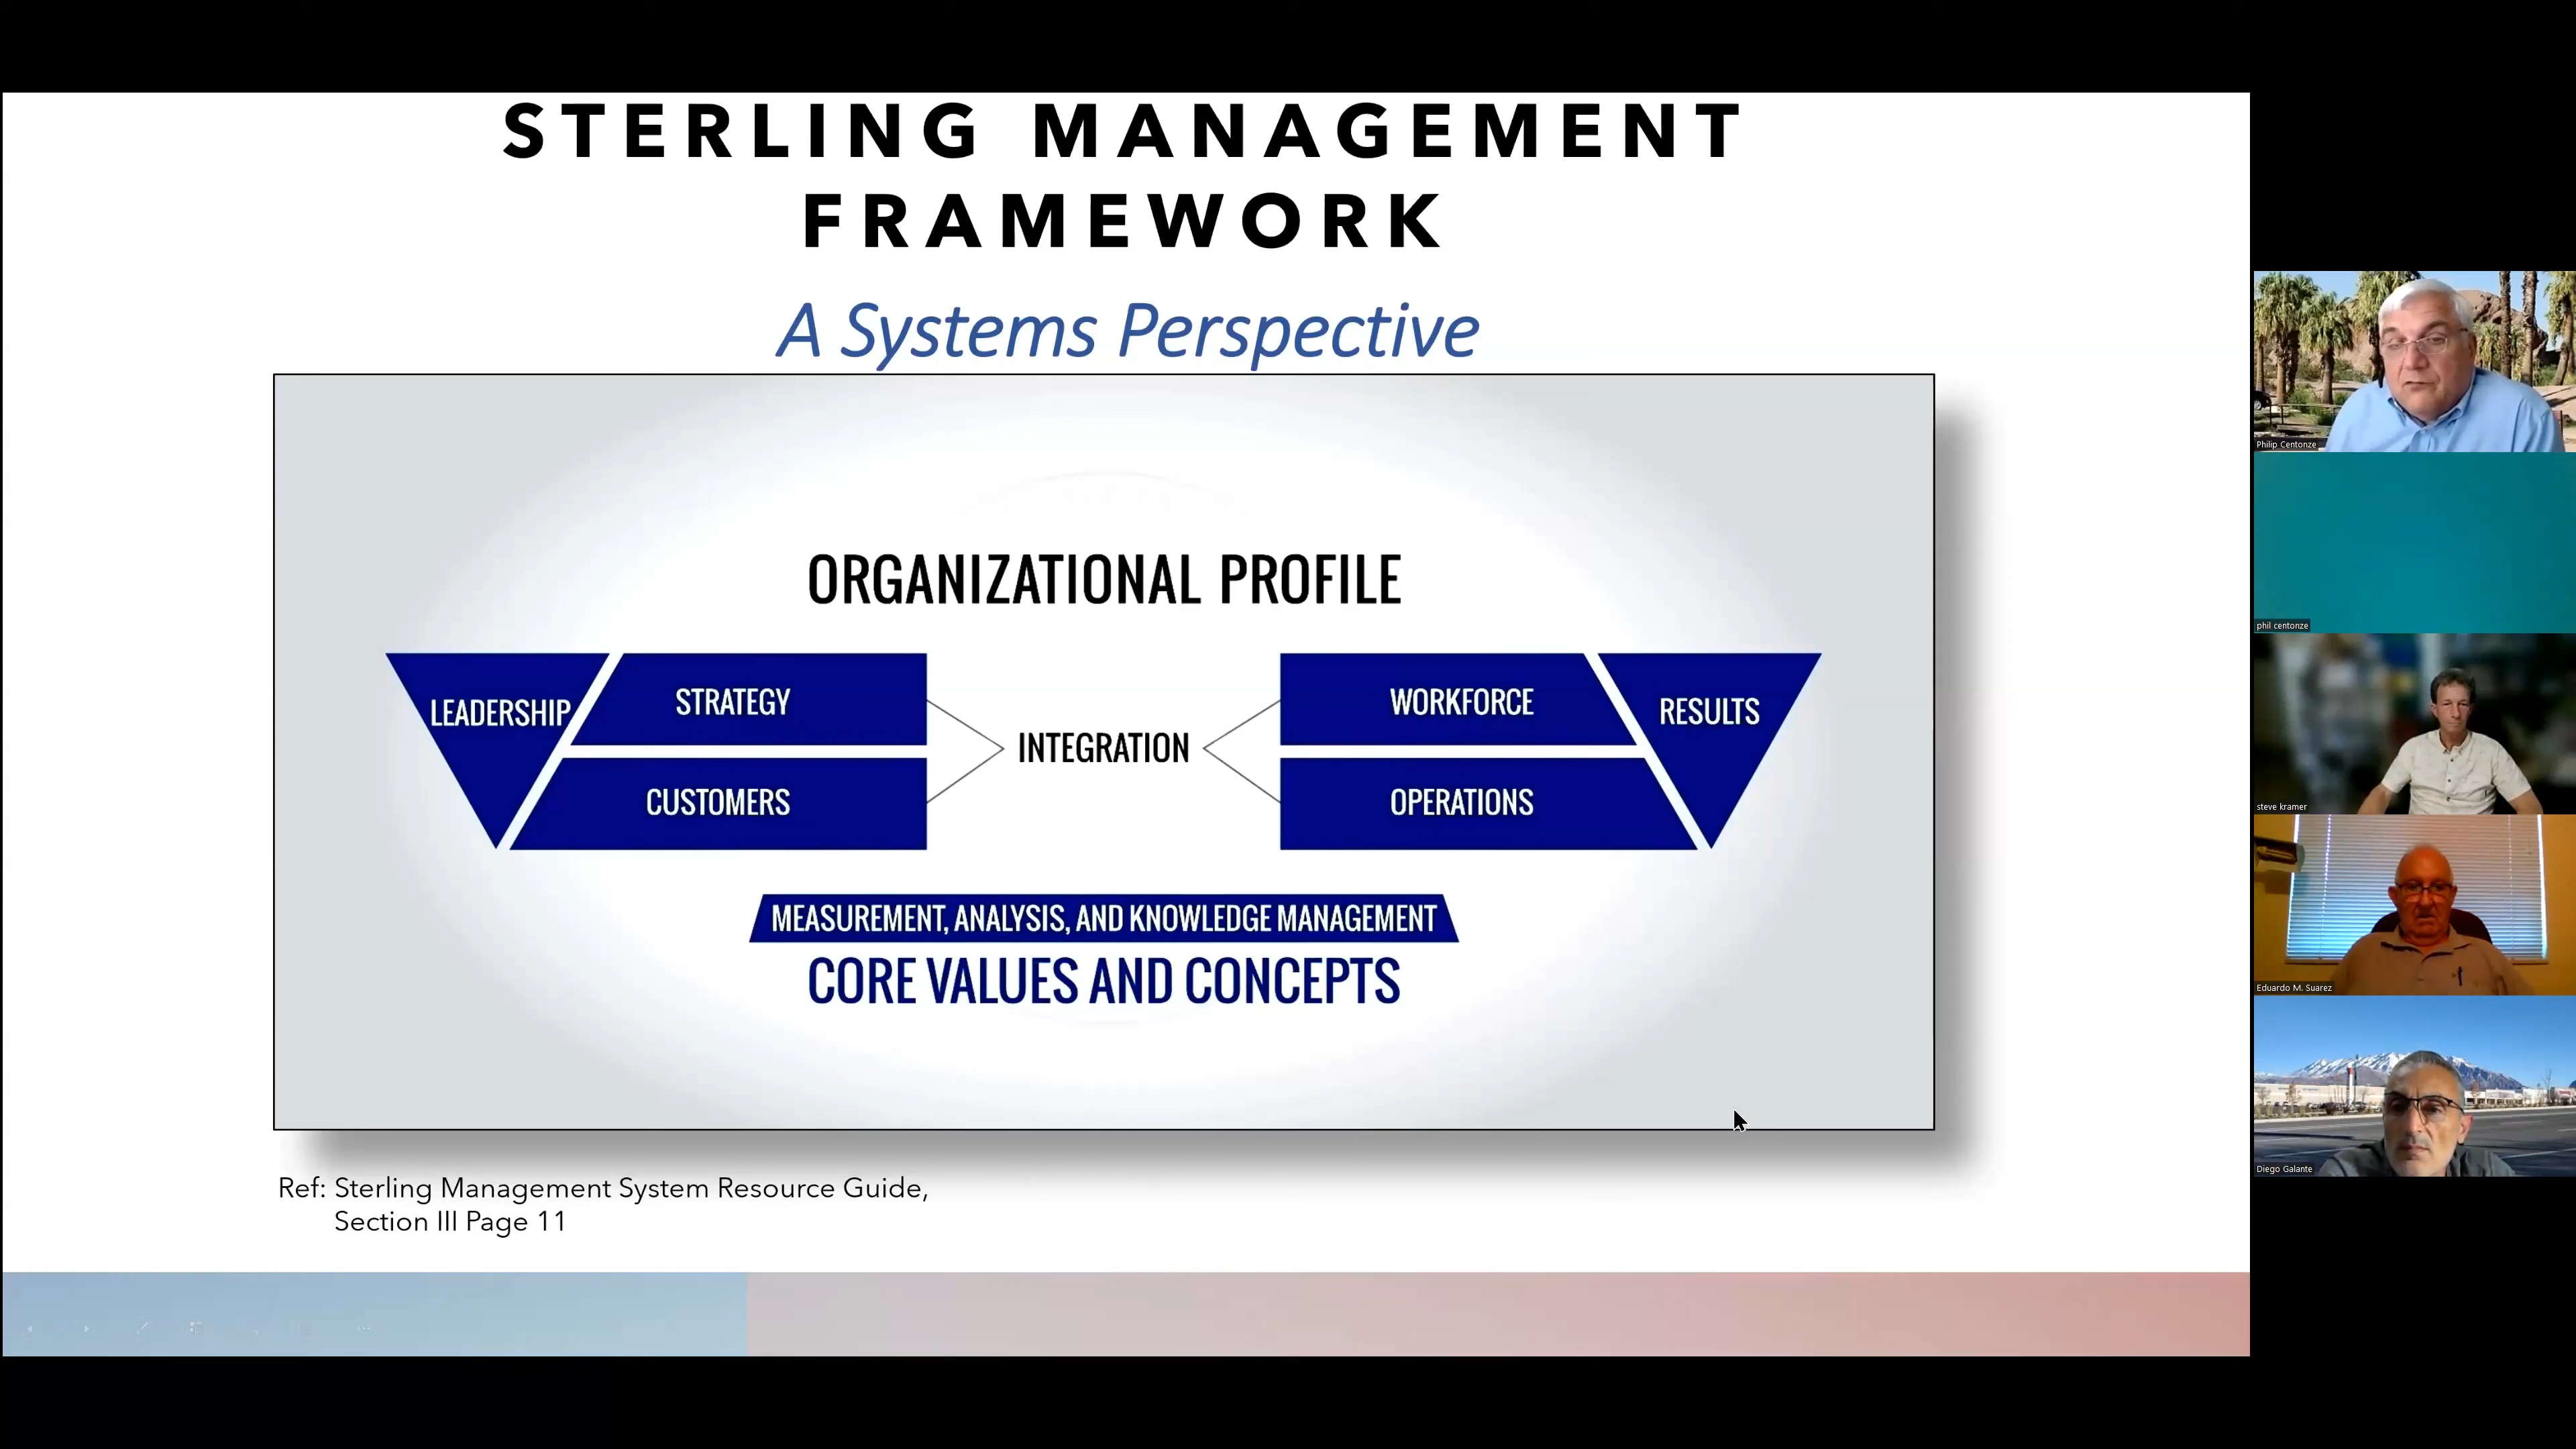 STERLING MANAGEMENT
FRAMEWORK
A Systems Perspective
ORGANIZATIONAL PROFILE
LEADERSHIP
STRATEGY
CUSTOMERS
INTEGRATION
WORKFORCE
OPERATIONS
RESULTS
MEASUREMENT, ANALYSIS, AND KNOWLEDGE MANAGEMENT
CORE VALUES AND CONCEPTS
Ref: Sterling Management System Resource Guide,
Section III Page 11
Philip Centonze
phil centonze
steve kramer
Eduardo M. Suarez
Diego Galante